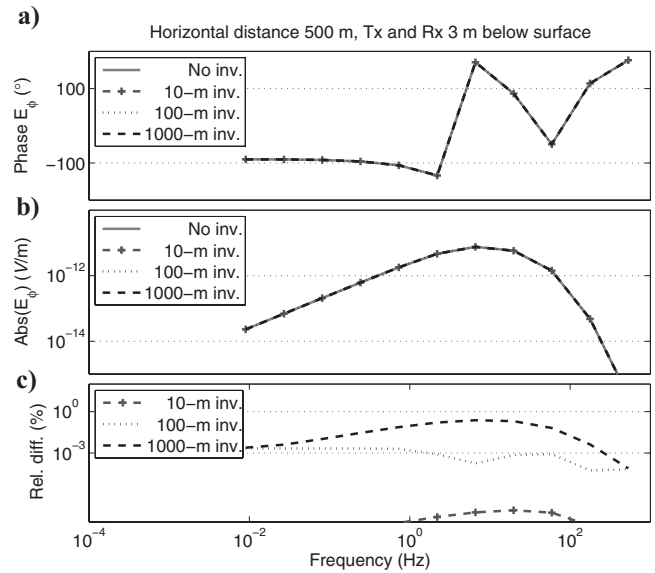 a)
Horizontal distance 500 m, Tx and Rx 3 m below surface
Phase E_ϕ (°)
100
−100
No inv.
10−m inv.
100−m inv.
1000−m inv.
b)
Abs(E_ϕ) (V/m)
10^−12
10^−14
No inv.
10−m inv.
100−m inv.
1000−m inv.
c)
Rel. diff. (%)
10^0
10^−3
10−m inv.
100−m inv.
1000−m inv.
10^−4
10^−2
10^0
10^2
Frequency (Hz)